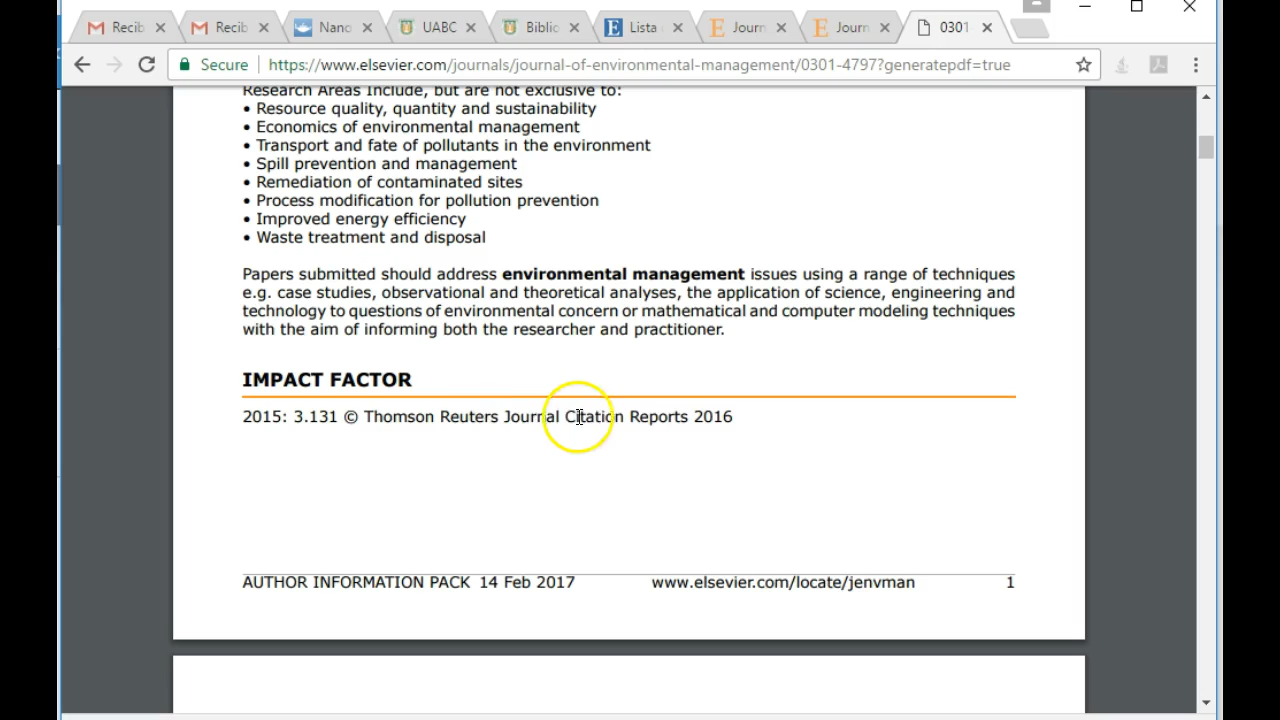 Recib
Recib
Nano
UABC
Biblic
Lista
Journ
Journ
0301
Secure
https://www.elsevier.com/journals/journal-of-environmental-management/0301-4797?generatepdf=true
Research Areas Include, but are not exclusive to:
• Resource quality, quantity and sustainability
• Economics of environmental management
• Transport and fate of pollutants in the environment
• Spill prevention and management
• Remediation of contaminated sites
• Process modification for pollution prevention
• Improved energy efficiency
• Waste treatment and disposal
Papers submitted should address environmental management issues using a range of techniques
e.g. case studies, observational and theoretical analyses, the application of science, engineering and
technology to questions of environmental concern or mathematical and computer modeling techniques
with the aim of informing both the researcher and practitioner.
IMPACT FACTOR
2015: 3.131 © Thomson Reuters Journal Citation Reports 2016
AUTHOR INFORMATION PACK 14 Feb 2017 www.elsevier.com/locate/jenvman 1